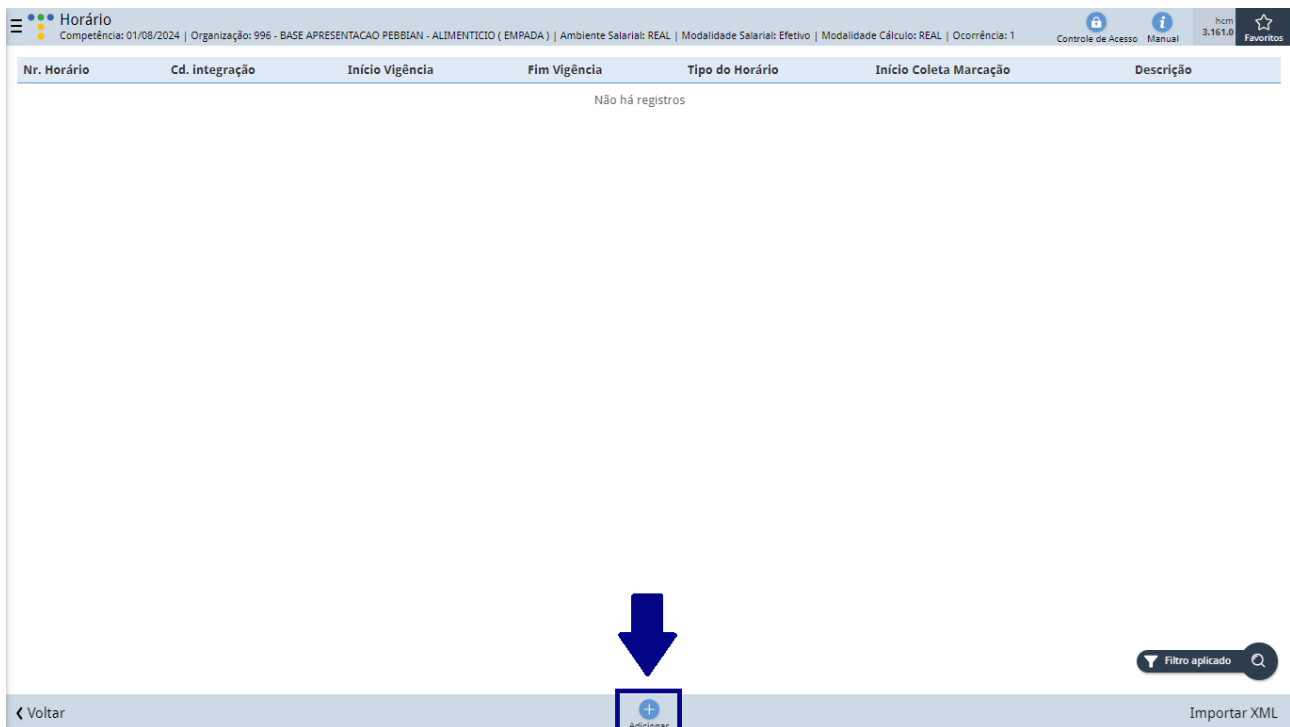 Horário
Competência: 01/08/2024 | Organização: 996 - BASE APRESENTACAO PEBBIAN - ALIMENTICIO ( EMPADA ) | Ambiente Salarial: REAL | Modalidade Salarial: Efetivo | Modalidade Cálculo: REAL | Ocorrência: 1
Controle de Acesso
Manual
hcm
3.161.0
Favoritos
Nr. Horário Cd. integração Início Vigência Fim Vigência Tipo do Horário Início Coleta Marcação Descrição
Não há registros
Filtro aplicado
Voltar
Adicionar
Importar XML